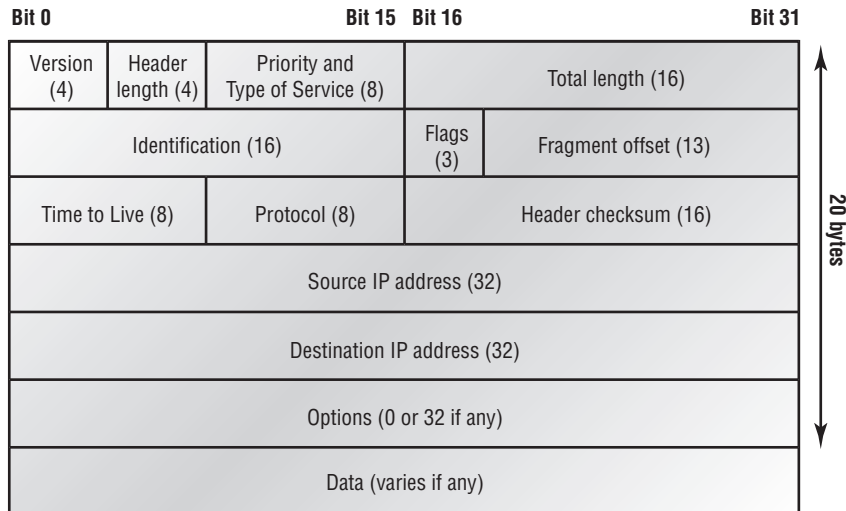 Bit 0 Bit 15 Bit 16 Bit 31
Version (4)
Header length (4)
Priority and Type of Service (8)
Total length (16)
Identification (16)
Flags (3)
Fragment offset (13)
Time to Live (8)
Protocol (8)
Header checksum (16)
Source IP address (32)
Destination IP address (32)
Options (0 or 32 if any)
Data (varies if any)
20 bytes